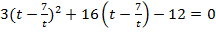 3(t − 7/t)² + 16(t − 7/t) − 12 = 0